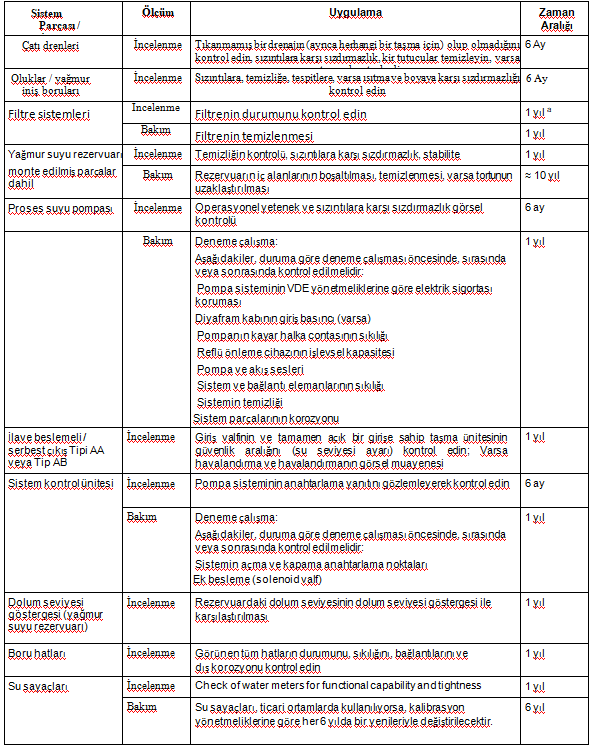 Sistem Parçası / Ölçüm Uygulama Zaman Aralığı
Çatı drenleri İncelenme Tıkanmamış bir drenajın (ayrıca herhangi bir taşma için) olup olmadığını 6 Ay
kontrol edin, sızıntılara karşı sızdırmazlık, kir tutucular temizleyin, varsa
Oluklar / yağmur iniş boruları İncelenme Sızıntılara, temizliğe, tespitlere, varsa ısıtma ve boyaya karşı sızdırmazlığı 6 Ay
kontrol edin
Filtre sistemleri İncelenme Filtrenin durumunu kontrol edin 1 yıl a
Bakım Filtrenin temizlenmesi 1 yıl
Yağmur suyu rezervuarı İncelenme Temizliğin kontrolü, sızıntılara karşı sızdırmazlık, stabilite 1 yıl
monte edilmiş parçalar
dahil
Bakım Rezervuarın iç alanlarının boşaltılması, temizlenmesi, varsa tortunun ≈ 10 yıl
uzaklaştırılması
Proses suyu pompası İncelenme Operasyonel yetenek ve sızıntılara karşı sızdırmazlık görsel 6 ay
kontrolü
Bakım Deneme çalışma: 1 yıl
Aşağıdakiler, duruma göre deneme çalışması öncesinde, sırasında
veya sonrasında kontrol edilmelidir:
Pompa sisteminin VDE yönetmeliklerine göre elektrik sigortası
koruması
Diyafram kabının giriş basıncı (varsa)
Pompanın kayar halka contasının sıkılığı
Reflü önleme cihazının işlevsel kapasitesi
Pompa ve akış sesleri
Sistem ve bağlantı elemanlarının sıkılığı
Sistemin temizliği
Sistem parçalarının korozyonu
İlave beslemeli /
serbest çıkış Tipi AA
veya Tip AB
İncelenme Giriş valfinin ve tamamen açık bir girişe sahip taşma ünitesinin 1 yıl
güvenlik aralığını (su seviyesi ayarı) kontrol edin; Varsa
havalandırma ve havalandırmanın görsel muayenesi
Sistem kontrol ünitesi İncelenme Pompa sisteminin anahtarlama yanıtını gözlemleyerek kontrol edin 6 ay
Bakım Deneme çalışma: 1 yıl
Aşağıdakiler, duruma göre deneme çalışması öncesinde, sırasında
veya sonrasında kontrol edilmelidir:
Sistemin açma ve kapama anahtarlama noktaları
Ek besleme (solenoid valf)
Dolum seviyesi
göstergesi (yağmur
suyu rezervuarı)
İncelenme Rezervuardaki dolum seviyesinin dolum seviyesi göstergesi ile 1 yıl
karşılaştırılması
Boru hatları İncelenme Görünen tüm hatların durumunu, sıkılığını, bağlantılarını ve 1 yıl
dış korozyonu kontrol edin
Su sayaçları İncelenme Check of water meters for functional capability and tightness 1 yıl
Bakım Su sayaçları, ticari ortamlarda kullanılıyorsa, kalibrasyon 6 yıl
yönetmeliklerine göre her 6 yılda bir yenileriyle değiştirilecektir.